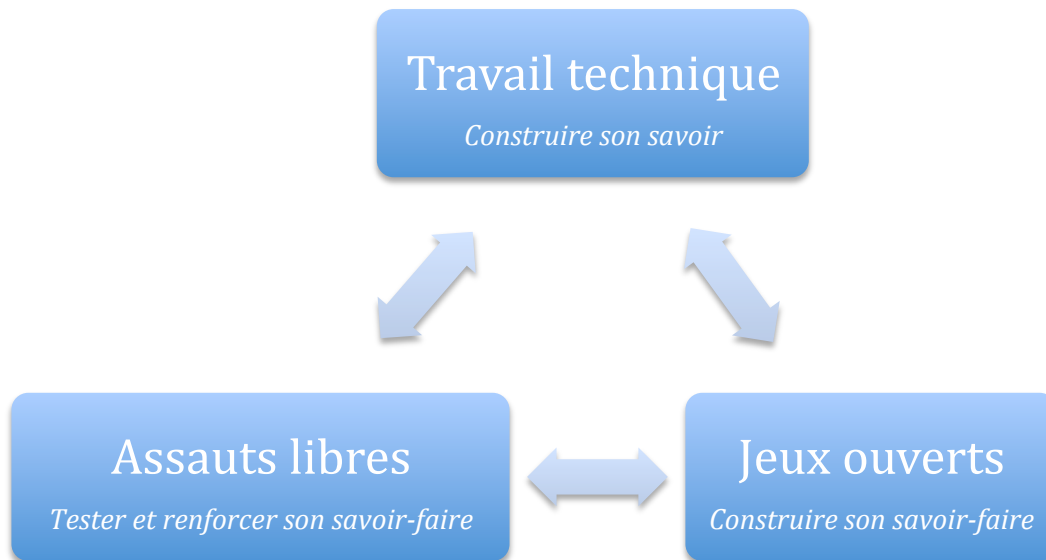 Travail technique
Construire son savoir
Assauts libres
Tester et renforcer son savoir-faire
Jeux ouverts
Construire son savoir-faire